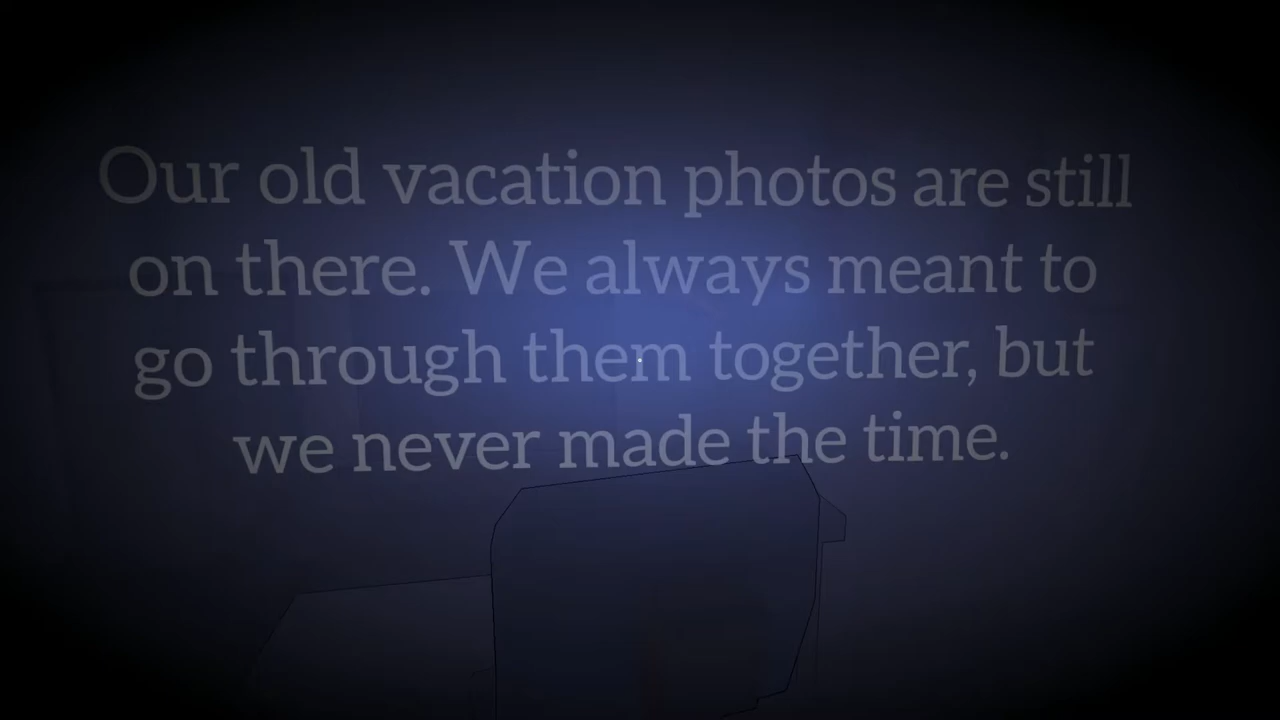 Our old vacation photos are still
on there. We always meant to
go through them together, but
we never made the time.